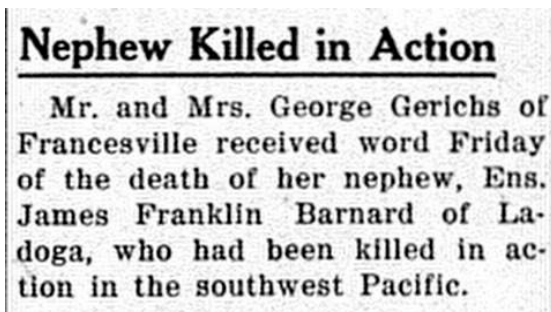 Nephew Killed in Action
Mr. and Mrs. George Gerichs of
Francesville received word Friday
of the death of her nephew, Ens.
James Franklin Barnard of La-
doga, who had been killed in ac-
tion in the southwest Pacific.